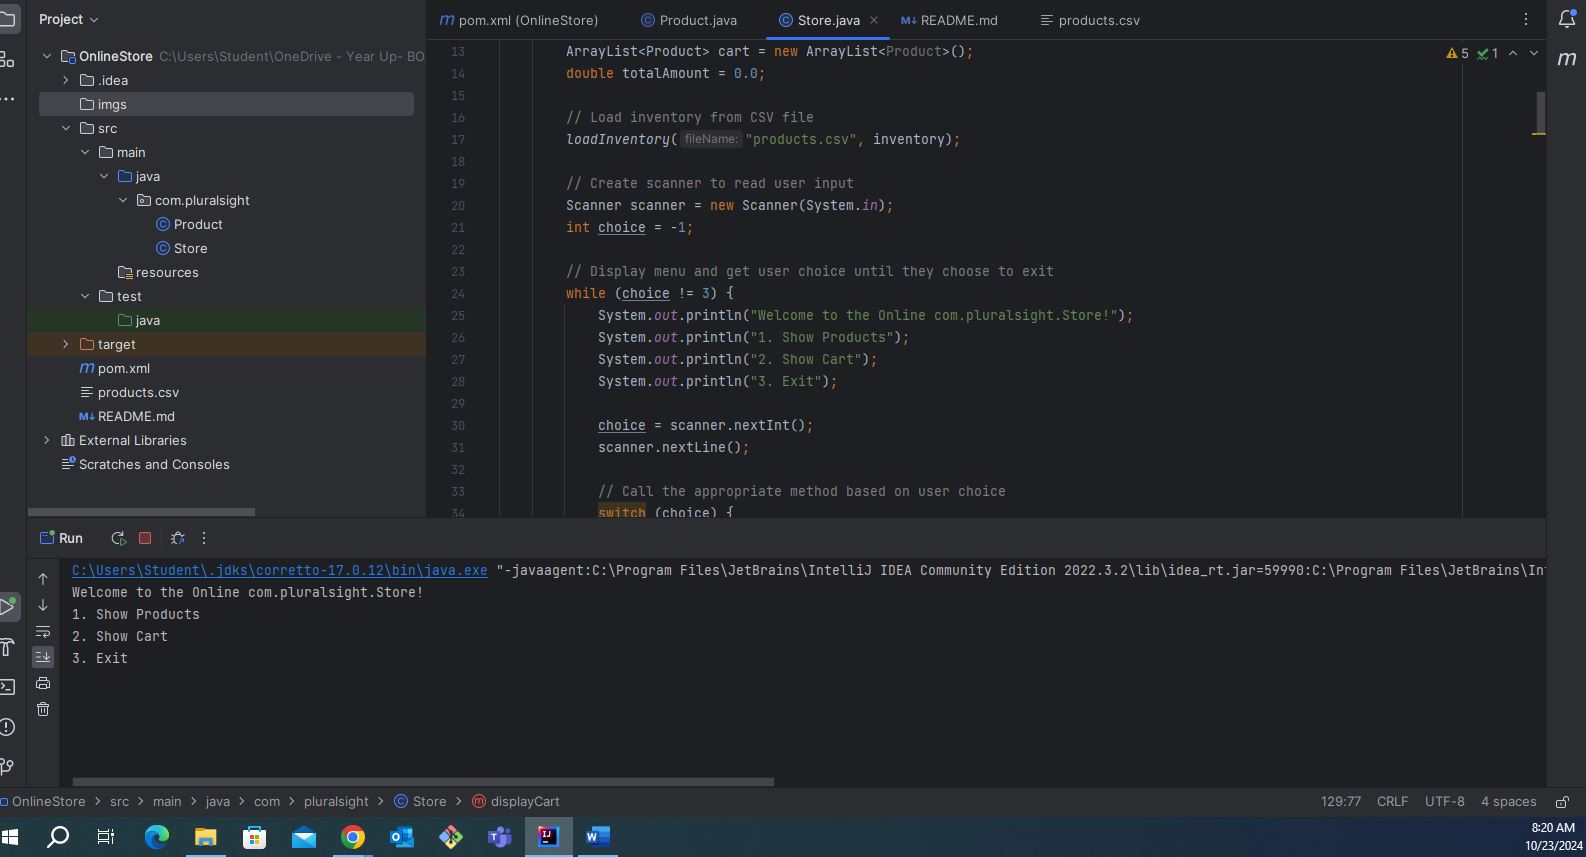 Project
pom.xml (OnlineStore)
Product.java
Store.java
README.md
products.csv
OnlineStore C:\Users\Student\OneDrive - Year Up- BO
.idea
imgs
src
main
java
com.pluralsight
Product
Store
resources
test
java
target
pom.xml
products.csv
README.md
External Libraries
Scratches and Consoles
5 1
13 ArrayList<Product> cart = new ArrayList<Product>();
14 double totalAmount = 0.0;
15
16 // Load inventory from CSV file
17 loadInventory( fileName: "products.csv", inventory);
18
19 // Create scanner to read user input
20 Scanner scanner = new Scanner(System.in);
21 int choice = -1;
22
23 // Display menu and get user choice until they choose to exit
24 while (choice != 3) {
25 System.out.println("Welcome to the Online com.pluralsight.Store!");
26 System.out.println("1. Show Products");
27 System.out.println("2. Show Cart");
28 System.out.println("3. Exit");
29
30 choice = scanner.nextInt();
31 scanner.nextLine();
32
33 // Call the appropriate method based on user choice
34 switch (choice) {
Run
C:\Users\Student\.jdks\corretto-17.0.12\bin\java.exe "-javaagent:C:\Program Files\JetBrains\IntelliJ IDEA Community Edition 2022.3.2\lib\idea_rt.jar=59990:C:\Program Files\JetBrains\Int
Welcome to the Online com.pluralsight.Store!
1. Show Products
2. Show Cart
3. Exit
OnlineStore > src > main > java > com > pluralsight > Store > displayCart
129:77 CRLF UTF-8 4 spaces
8:20 AM
10/23/2024